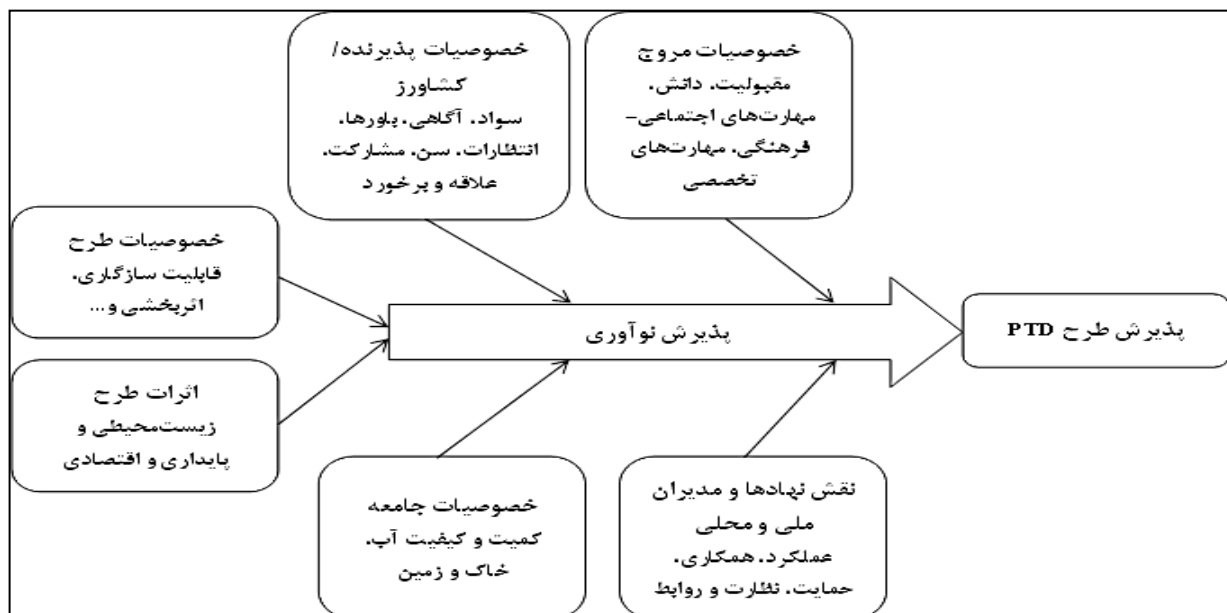 خصوصیات مروج
مقبولیت، دانش،
مهارت‌های اجتماعی-
فرهنگی، مهارت‌های
تخصصی
خصوصیات پذیرنده/
کشاورز
سواد، آگاهی، باورها،
انتظارات، سن، مشارکت،
علاقه و برخورد
خصوصیات طرح
قابلیت سازگاری،
اثربخشی و...
پذیرش نوآوری
پذیرش طرح PTD
اثرات طرح
زیست‌محیطی و
پایداری و اقتصادی
نقش نهادها و مدیران
ملی و محلی
عملکرد، همکاری،
حمایت، نظارت و روابط
خصوصیات جامعه
کمیت و کیفیت آب،
خاک و زمین